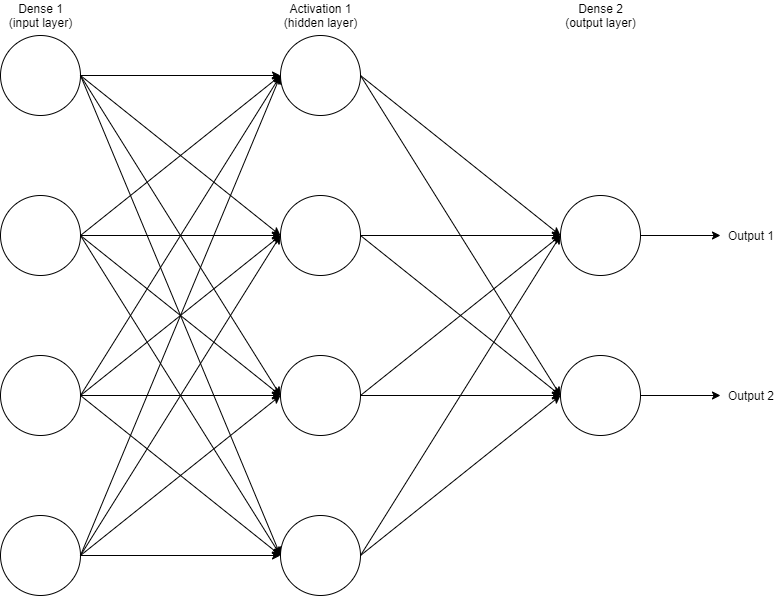 Dense 1
(input layer)
Activation 1
(hidden layer)
Dense 2
(output layer)
Output 1
Output 2